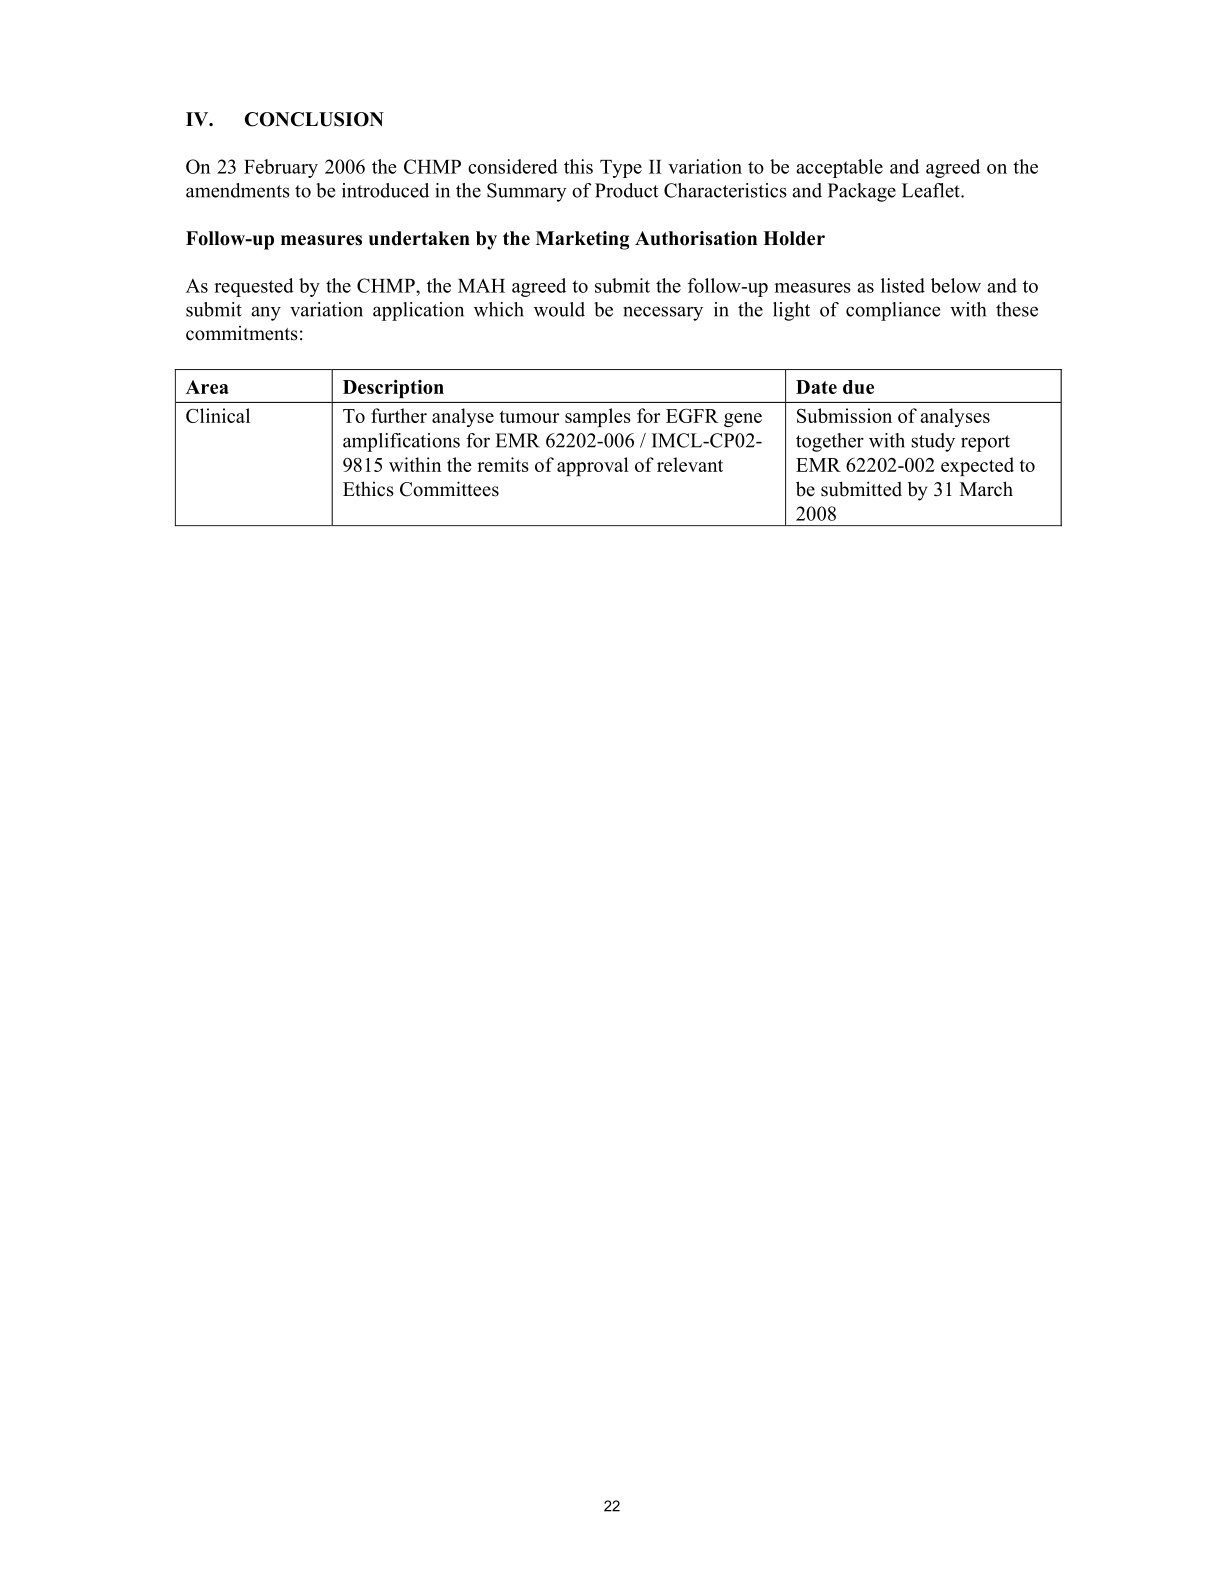 IV. CONCLUSION
On 23 February 2006 the CHMP considered this Type II variation to be acceptable and agreed on the
amendments to be introduced in the Summary of Product Characteristics and Package Leaflet.
Follow-up measures undertaken by the Marketing Authorisation Holder
As requested by the CHMP, the MAH agreed to submit the follow-up measures as listed below and to
submit any variation application which would be necessary in the light of compliance with these
commitments:
Area Description Date due
Clinical To further analyse tumour samples for EGFR gene Submission of analyses
amplifications for EMR 62202-006 / IMCL-CP02- together with study report
9815 within the remits of approval of relevant EMR 62202-002 expected to
Ethics Committees be submitted by 31 March
2008
22